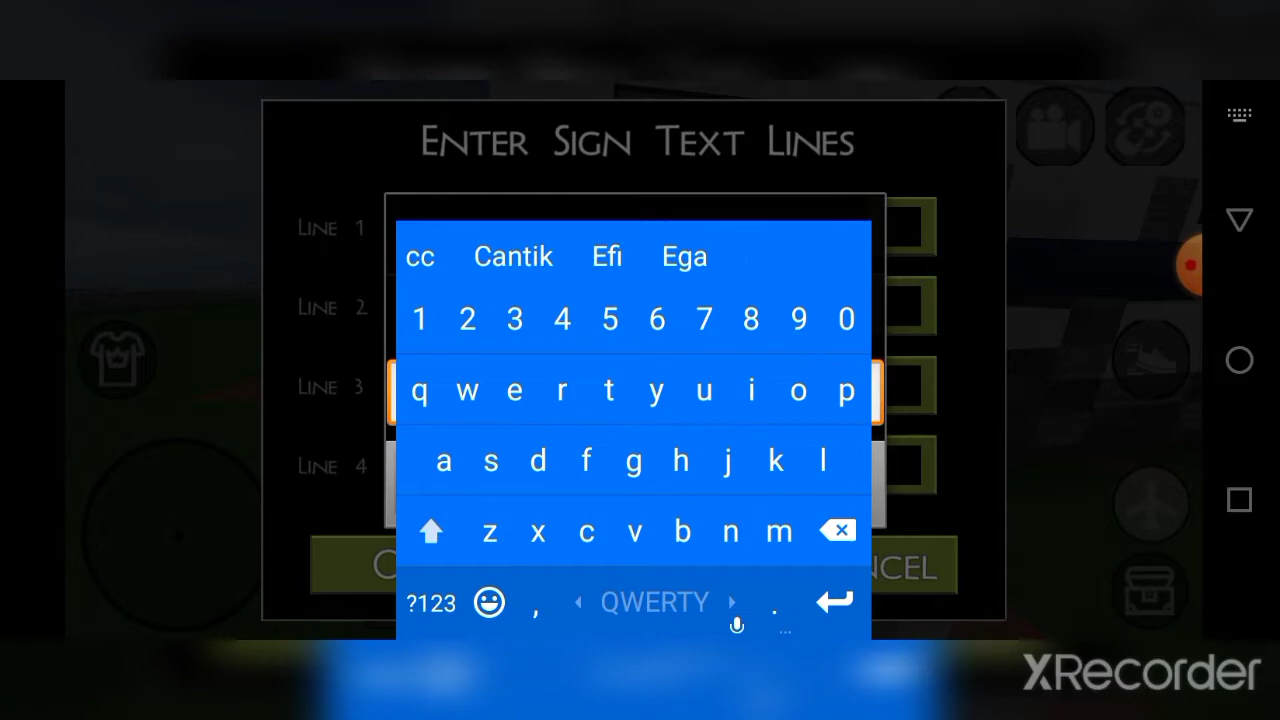 Enter Sign Text Lines
Line 1
cc Cantik Efi Ega
1 2 3 4 5 6 7 8 9 0
Line 2
Line 3
q w e r t y u i o p
a s d f g h j k l
Line 4
z x c v b n m
NCEL
?123 , QWERTY .
XRecorder